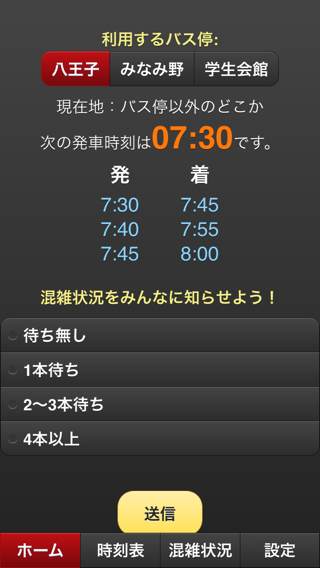 利用するバス停:
八王子 みなみ野 学生会館
現在地：バス停以外のどこか
次の発車時刻は07:30です。
発 着
7:30 7:45
7:40 7:55
7:45 8:00
混雑状況をみんなに知らせよう！
待ち無し
1本待ち
2〜3本待ち
4本以上
送信
ホーム 時刻表 混雑状況 設定